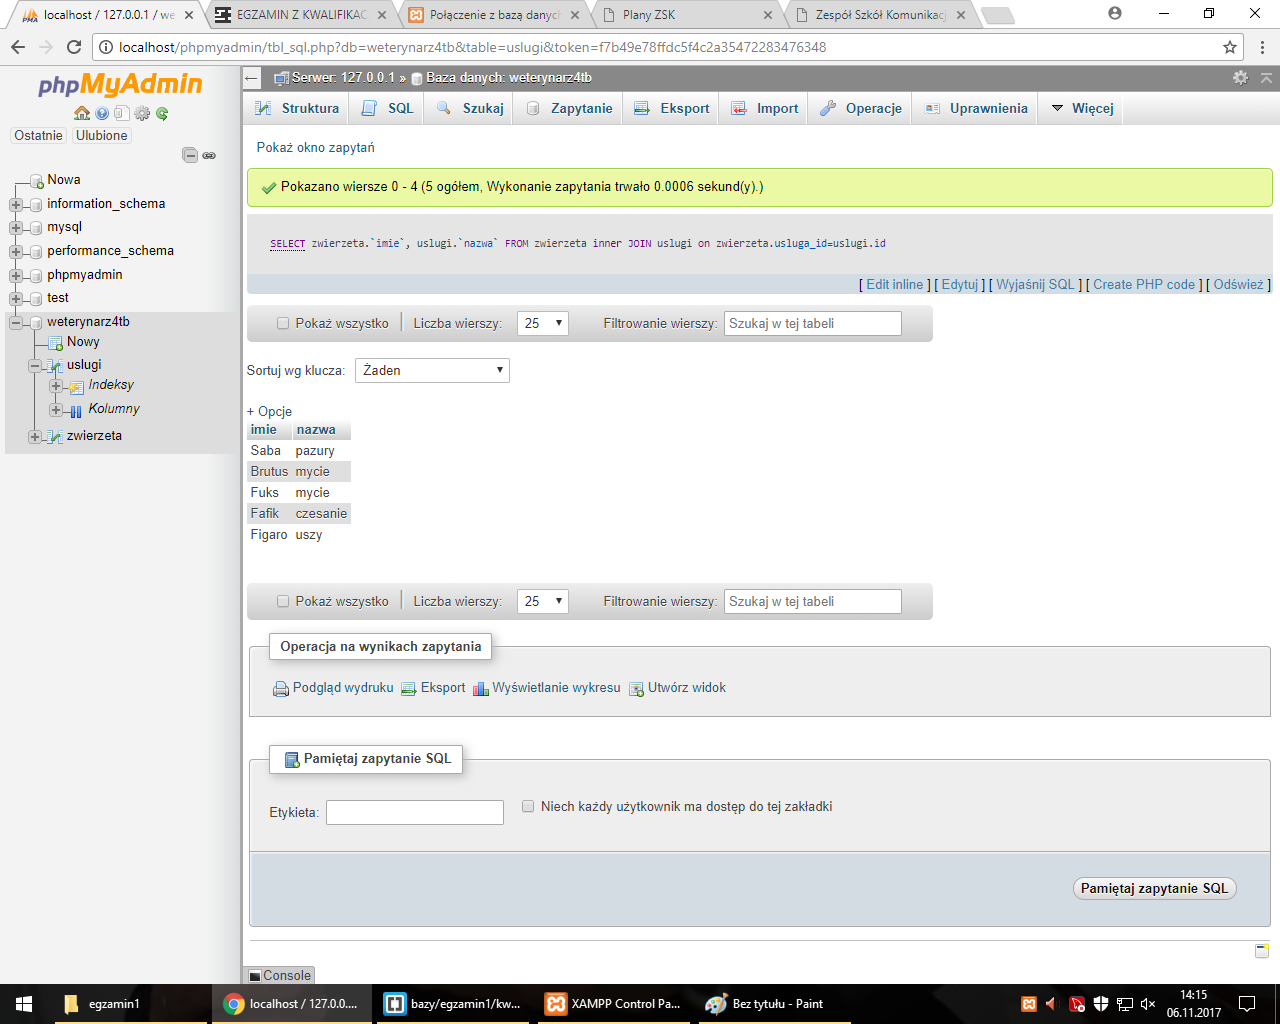 localhost / 127.0.0.1 / we
EGZAMIN Z KWALIFIKAC
Połączenie z bazą danych
Plany ZSK
Zespół Szkół Komunikacj
localhost/phpmyadmin/tbl_sql.php?db=weterynarz4tb&table=uslugi&token=f7b49e78ffdc5f4c2a35472283476348
phpMyAdmin
Ostatnie Ulubione
Nowa
information_schema
mysql
performance_schema
phpmyadmin
test
weterynarz4tb
Nowy
uslugi
Indeksy
Kolumny
zwierzeta
Serwer: 127.0.0.1 » Baza danych: weterynarz4tb
Struktura SQL Szukaj Zapytanie Eksport Import Operacje Uprawnienia Więcej
Pokaż okno zapytań
Pokazano wiersze 0 - 4 (5 ogółem, Wykonanie zapytania trwało 0.0006 sekund(y).)
SELECT zwierzeta.`imie`, uslugi.`nazwa` FROM zwierzeta inner JOIN uslugi on zwierzeta.usluga_id=uslugi.id
[ Edit inline ] [ Edytuj ] [ Wyjaśnij SQL ] [ Create PHP code ] [ Odśwież ]
Pokaż wszystko Liczba wierszy: 25 Filtrowanie wierszy: Szukaj w tej tabeli
Sortuj wg klucza: Żaden
+ Opcje
imie nazwa
Saba pazury
Brutus mycie
Fuks mycie
Fafik czesanie
Figaro uszy
Pokaż wszystko Liczba wierszy: 25 Filtrowanie wierszy: Szukaj w tej tabeli
Operacja na wynikach zapytania
Podgląd wydruku Eksport Wyświetlanie wykresu Utwórz widok
Pamiętaj zapytanie SQL
Etykieta: Niech każdy użytkownik ma dostęp do tej zakładki
Pamiętaj zapytanie SQL
Console
egzamin1
localhost / 127.0.0....
bazy/egzamin1/kw...
XAMPP Control Pa...
Bez tytułu - Paint
14:15
06.11.2017